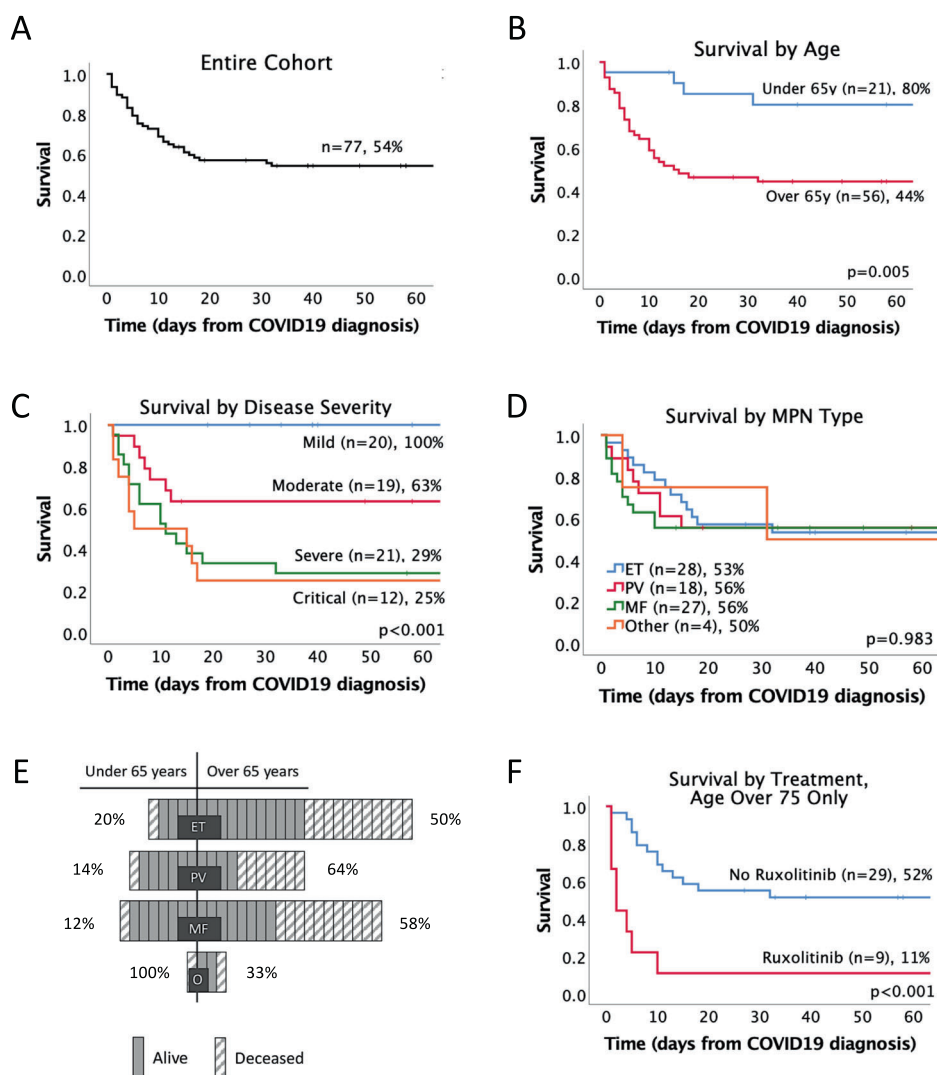 A
Entire Cohort
1.0
0.8
0.6
0.4
0.2
0.0
Survival
n=77, 54%
0 10 20 30 40 50 60
Time (days from COVID19 diagnosis)
B
Survival by Age
1.0
0.8
0.6
0.4
0.2
0.0
Survival
Under 65y (n=21), 80%
Over 65y (n=56), 44%
p=0.005
0 10 20 30 40 50 60
Time (days from COVID19 diagnosis)
C
Survival by Disease Severity
1.0
0.8
0.6
0.4
0.2
0.0
Survival
Mild (n=20), 100%
Moderate (n=19), 63%
Severe (n=21), 29%
Critical (n=12), 25%
p<0.001
0 10 20 30 40 50 60
Time (days from COVID19 diagnosis)
D
Survival by MPN Type
1.0
0.8
0.6
0.4
0.2
0.0
Survival
ET (n=28), 53%
PV (n=18), 56%
MF (n=27), 56%
Other (n=4), 50%
p=0.983
0 10 20 30 40 50 60
Time (days from COVID19 diagnosis)
E
Under 65 years Over 65 years
20% ET 50%
14% PV 64%
12% MF 58%
100% O 33%
Alive Deceased
F
Survival by Treatment,
Age Over 75 Only
1.0
0.8
0.6
0.4
0.2
0.0
Survival
No Ruxolitinib (n=29), 52%
Ruxolitinib (n=9), 11%
p<0.001
0 10 20 30 40 50 60
Time (days from COVID19 diagnosis)